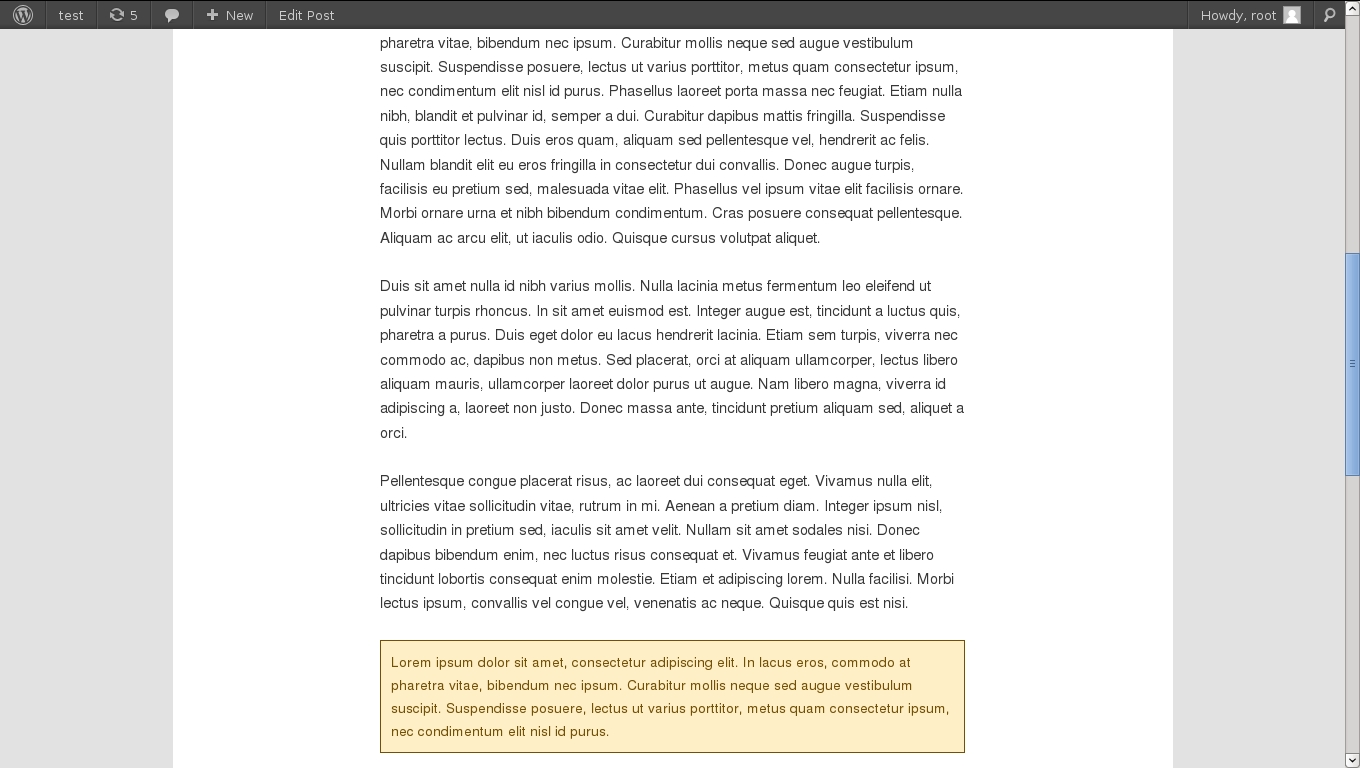 test
5
New
Edit Post
Howdy, root
pharetra vitae, bibendum nec ipsum. Curabitur mollis neque sed augue vestibulum
suscipit. Suspendisse posuere, lectus ut varius porttitor, metus quam consectetur ipsum,
nec condimentum elit nisl id purus. Phasellus laoreet porta massa nec feugiat. Etiam nulla
nibh, blandit et pulvinar id, semper a dui. Curabitur dapibus mattis fringilla. Suspendisse
quis porttitor lectus. Duis eros quam, aliquam sed pellentesque vel, hendrerit ac felis.
Nullam blandit elit eu eros fringilla in consectetur dui convallis. Donec augue turpis,
facilisis eu pretium sed, malesuada vitae elit. Phasellus vel ipsum vitae elit facilisis ornare.
Morbi ornare urna et nibh bibendum condimentum. Cras posuere consequat pellentesque.
Aliquam ac arcu elit, ut iaculis odio. Quisque cursus volutpat aliquet.
Duis sit amet nulla id nibh varius mollis. Nulla lacinia metus fermentum leo eleifend ut
pulvinar turpis rhoncus. In sit amet euismod est. Integer augue est, tincidunt a luctus quis,
pharetra a purus. Duis eget dolor eu lacus hendrerit lacinia. Etiam sem turpis, viverra nec
commodo ac, dapibus non metus. Sed placerat, orci at aliquam ullamcorper, lectus libero
aliquam mauris, ullamcorper laoreet dolor purus ut augue. Nam libero magna, viverra id
adipiscing a, laoreet non justo. Donec massa ante, tincidunt pretium aliquam sed, aliquet a
orci.
Pellentesque congue placerat risus, ac laoreet dui consequat eget. Vivamus nulla elit,
ultricies vitae sollicitudin vitae, rutrum in mi. Aenean a pretium diam. Integer ipsum nisl,
sollicitudin in pretium sed, iaculis sit amet velit. Nullam sit amet sodales nisi. Donec
dapibus bibendum enim, nec luctus risus consequat et. Vivamus feugiat ante et libero
tincidunt lobortis consequat enim molestie. Etiam et adipiscing lorem. Nulla facilisi. Morbi
lectus ipsum, convallis vel congue vel, venenatis ac neque. Quisque quis est nisi.
Lorem ipsum dolor sit amet, consectetur adipiscing elit. In lacus eros, commodo at
pharetra vitae, bibendum nec ipsum. Curabitur mollis neque sed augue vestibulum
suscipit. Suspendisse posuere, lectus ut varius porttitor, metus quam consectetur ipsum,
nec condimentum elit nisl id purus.